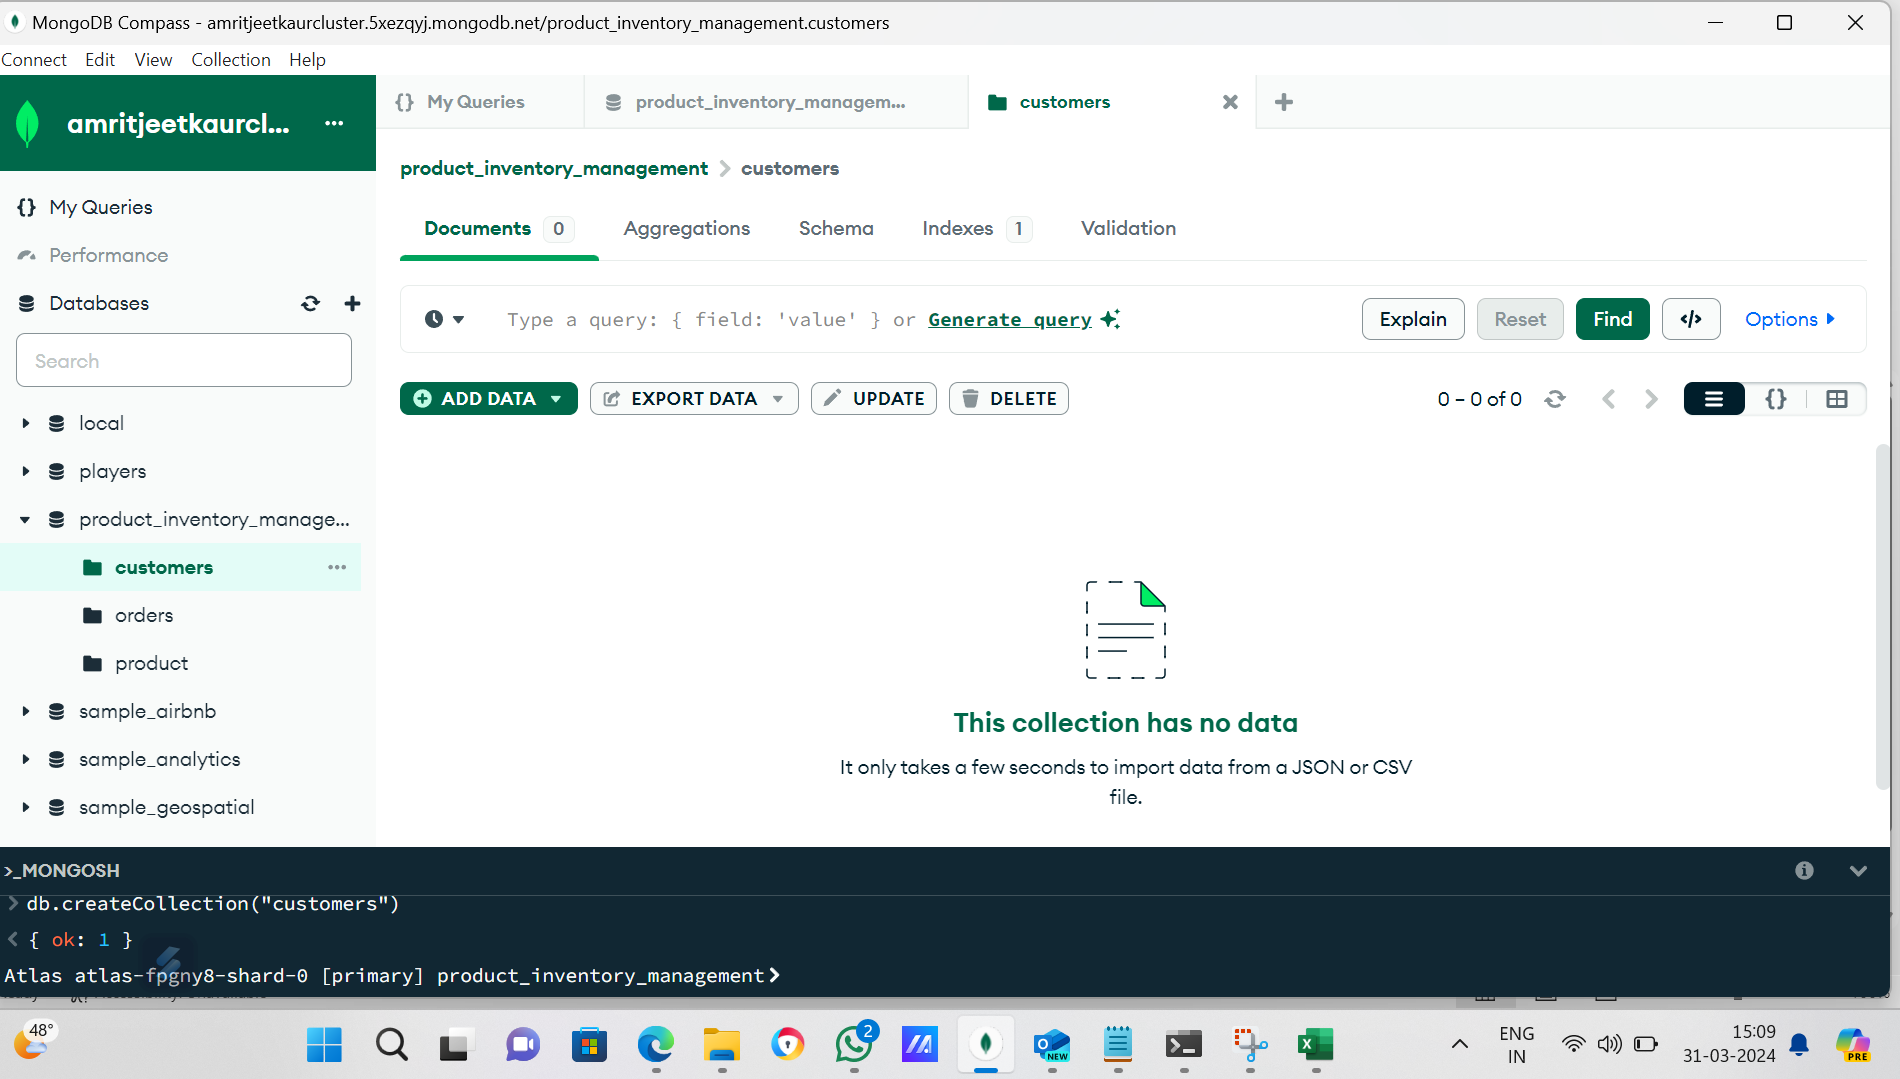 MongoDB Compass - amritjeetkaurcluster.5xezqyj.mongodb.net/product_inventory_management.customers
Connect Edit View Collection Help
amritjeetkaurcl...
My Queries
Performance
Databases
Search
local
players
product_inventory_manage...
customers
orders
product
sample_airbnb
sample_analytics
sample_geospatial
My Queries
product_inventory_managem...
customers
product_inventory_management > customers
Documents 0 Aggregations Schema Indexes 1 Validation
Type a query: { field: 'value' } or Generate query
Explain Reset Find </> Options
ADD DATA EXPORT DATA UPDATE DELETE
0 – 0 of 0
This collection has no data
It only takes a few seconds to import data from a JSON or CSV
file.
>_MONGOSH
> db.createCollection("customers")
< { ok: 1 }
Atlas atlas-fpgny8-shard-0 [primary] product_inventory_management>
48°
2
NEW
ENG
IN
15:09
31-03-2024
PRE